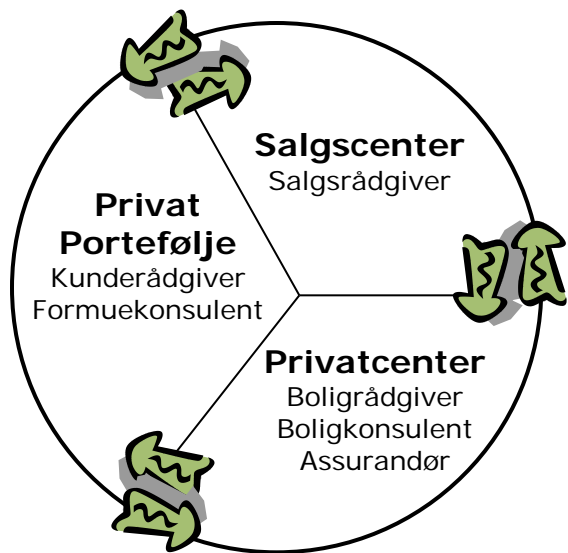 Salgscenter
Salgsrådgiver
Privat
Portefølje
Kunderådgiver
Formuekonsulent
Privatcenter
Boligrådgiver
Boligkonsulent
Assurandør